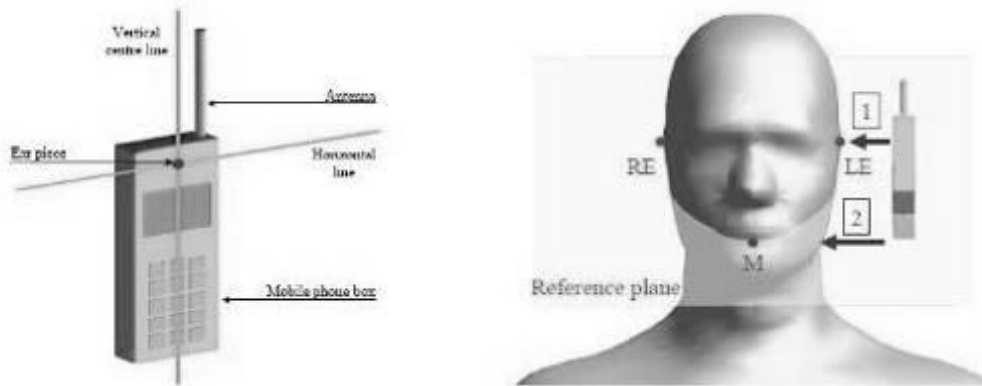 Vertical
centre line
Antenna
Ear piece
Horizontal
line
Mobile phone box
1
RE
LE
2
M
Reference plane